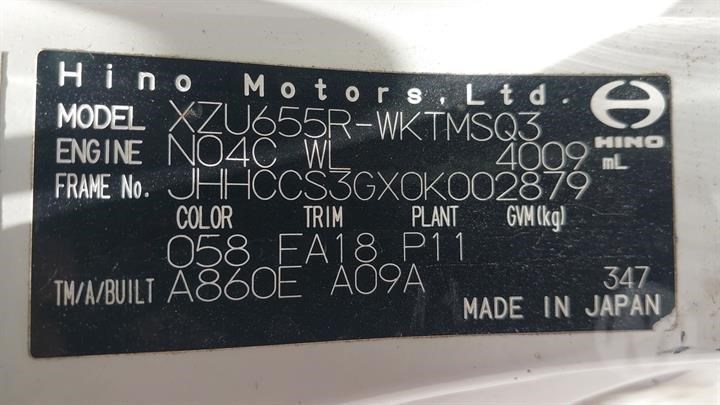 Hino Motors, Ltd.
HINO
MODEL XZU655R-WKTMSQ3
ENGINE N04C WL 4009 mL
FRAME No. JHHCCS3GX0K002879
COLOR TRIM PLANT GVM(kg)
058 FA18 P11
TM/A/BUILT A860E A09A 347
MADE IN JAPAN